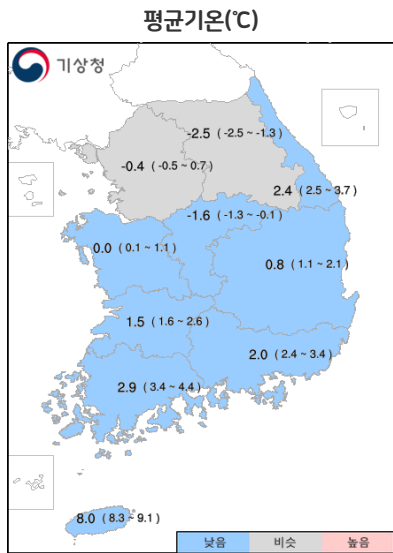 평균기온(℃)
기상청
-2.5 ( -2.5 ~ -1.3)
-0.4 ( -0.5 ~ 0.7)
2.4 ( 2.5 ~ 3.7)
-1.6 ( -1.3 ~ -0.1)
0.0 ( 0.1 ~ 1.1)
0.8 ( 1.1 ~ 2.1)
1.5 ( 1.6 ~ 2.6)
2.0 ( 2.4 ~ 3.4)
2.9 ( 3.4 ~ 4.4)
8.0 ( 8.3 ~ 9.1)
낮음 비슷 높음